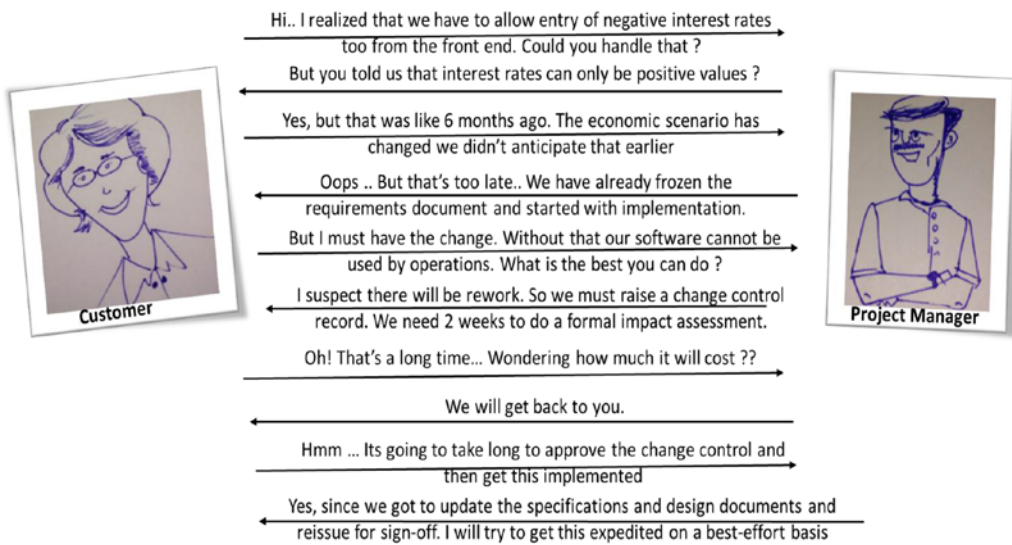 Hi.. I realized that we have to allow entry of negative interest rates
too from the front end. Could you handle that ?
But you told us that interest rates can only be positive values ?
Yes, but that was like 6 months ago. The economic scenario has
changed we didn't anticipate that earlier
Oops .. But that's too late.. We have already frozen the
requirements document and started with implementation.
But I must have the change. Without that our software cannot be
used by operations. What is the best you can do ?
I suspect there will be rework. So we must raise a change control
record. We need 2 weeks to do a formal impact assessment.
Customer
Project Manager
Oh! That's a long time... Wondering how much it will cost ??
We will get back to you.
Hmm ... Its going to take long to approve the change control and
then get this implemented
Yes, since we got to update the specifications and design documents and
reissue for sign-off. I will try to get this expedited on a best-effort basis